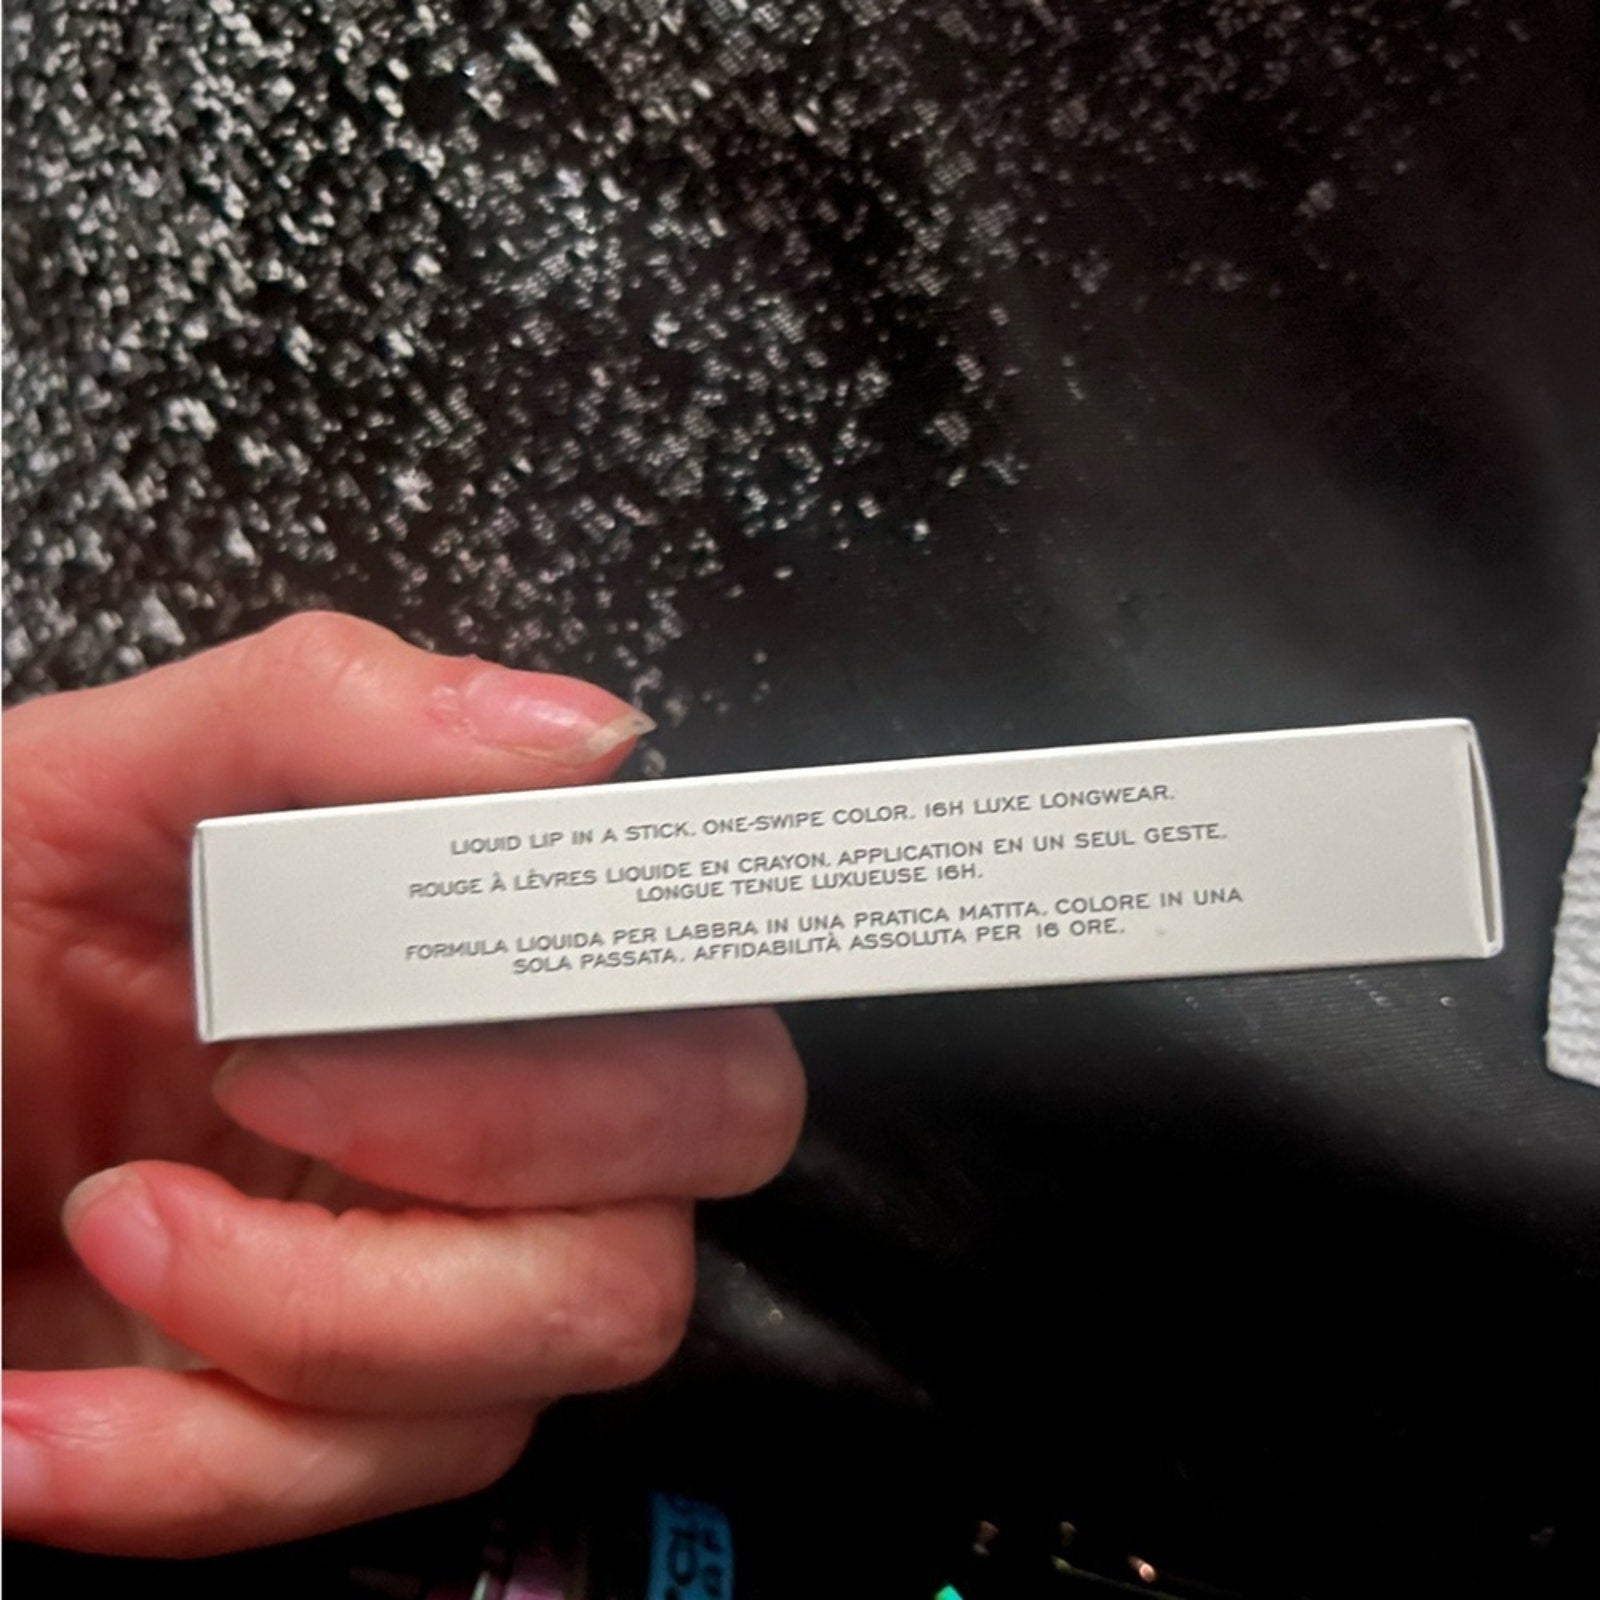 LIQUID LIP IN A STICK. ONE-SWIPE COLOR. 16H LUXE LONGWEAR.
ROUGE À LÈVRES LIQUIDE EN CRAYON. APPLICATION EN UN SEUL GESTE.
LONGUE TENUE LUXUEUSE 16H.
FORMULA LIQUIDA PER LABBRA IN UNA PRATICA MATITA. COLORE IN UNA
SOLA PASSATA. AFFIDABILITÀ ASSOLUTA PER 16 ORE.